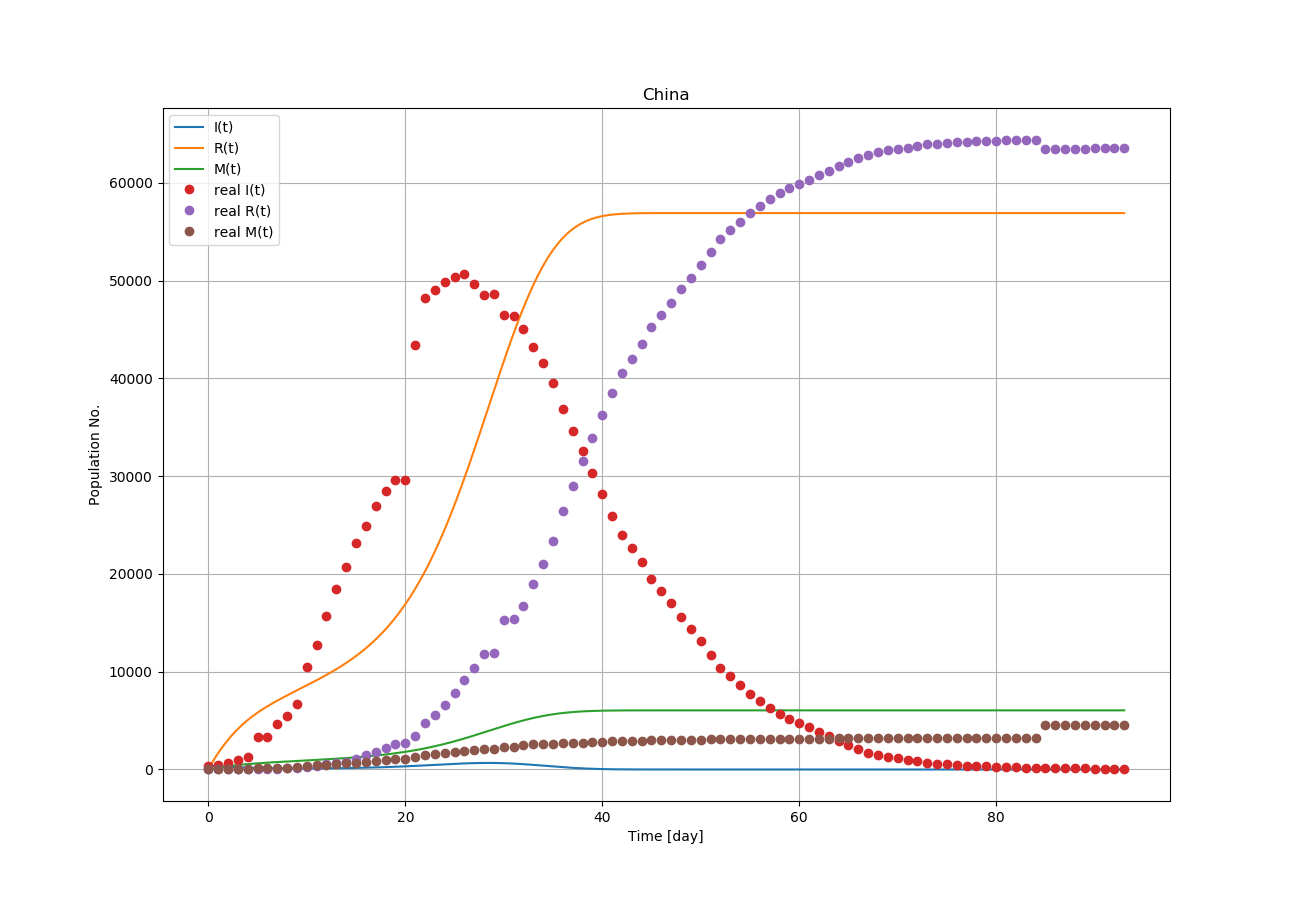 China
I(t)
R(t)
M(t)
real I(t)
real R(t)
real M(t)
60000
50000
40000
30000
20000
10000
0
Population No.
0 20 40 60 80
Time [day]